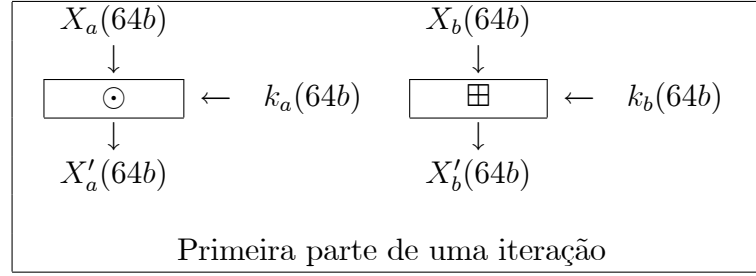 X_a(64b) X_b(64b)
↓ ↓
⊙ ← k_a(64b) ⊞ ← k_b(64b)
↓ ↓
X'_a(64b) X'_b(64b)
Primeira parte de uma iteração